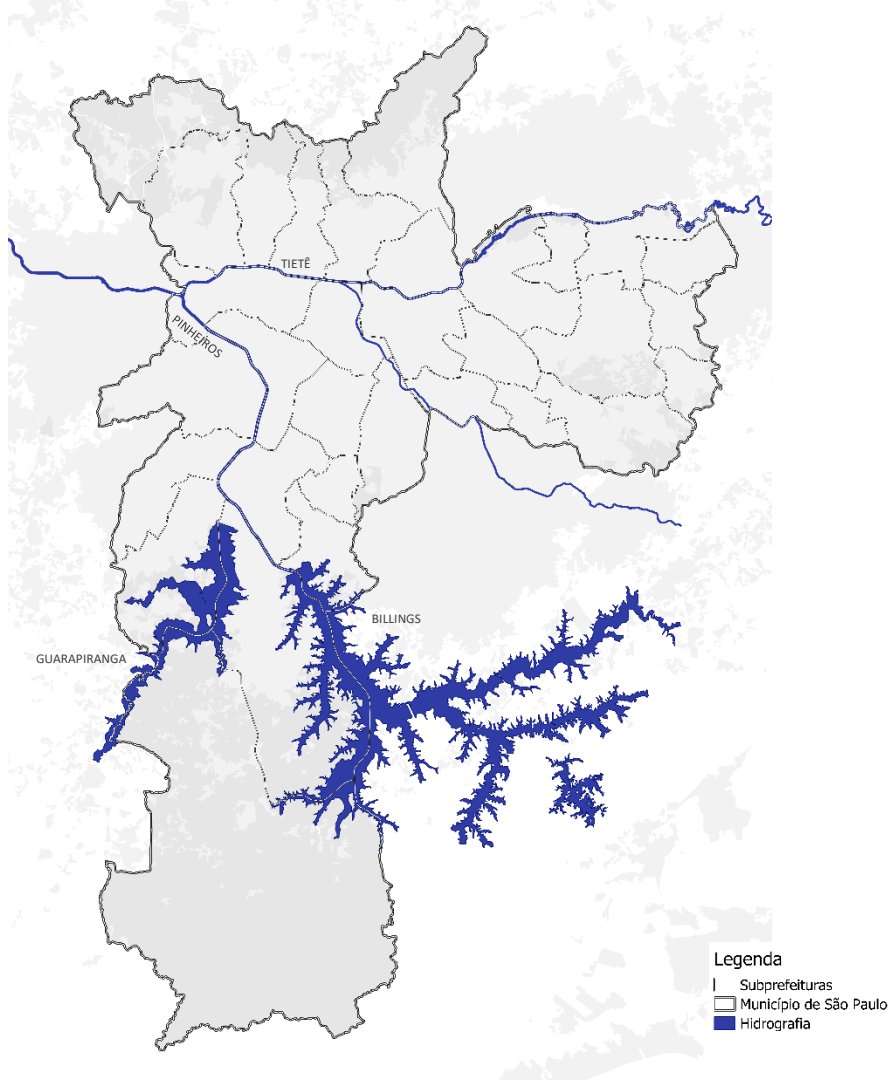 TIETÊ
PINHEIROS
BILLINGS
GUARAPIRANGA
Legenda
Subprefeituras
Município de São Paulo
Hidrografia